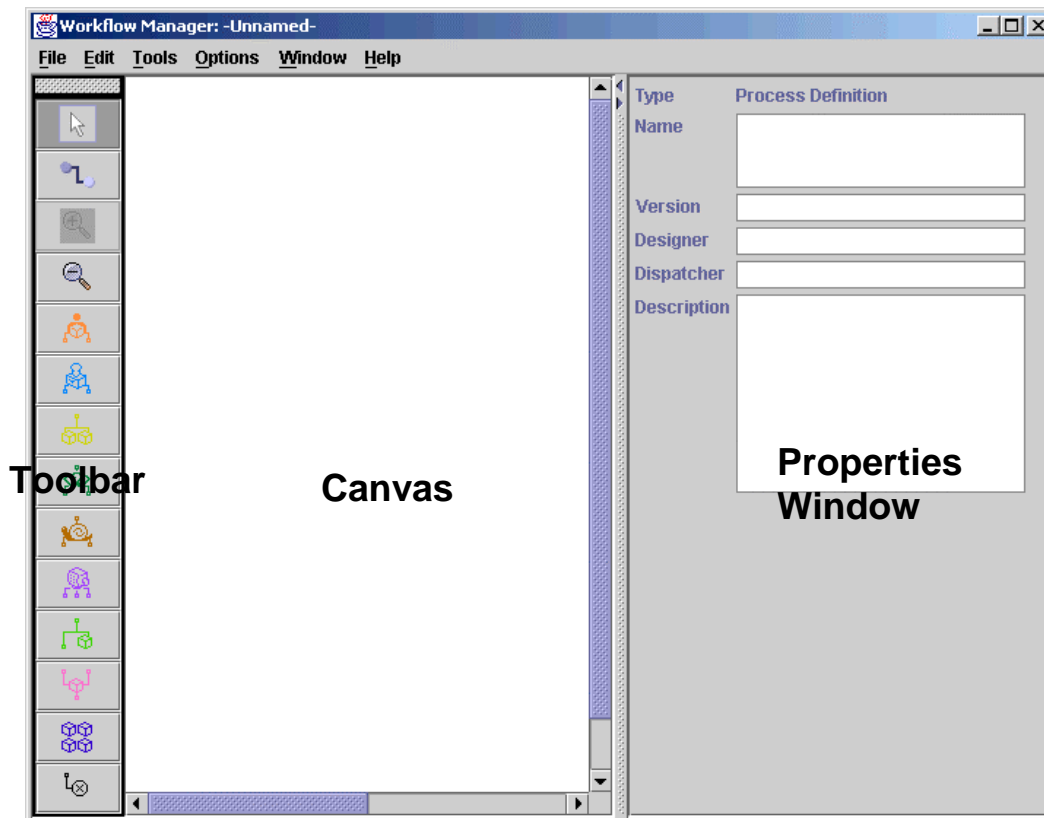 Workflow Manager: -Unnamed-
File Edit Tools Options Window Help
Type Process Definition
Name
Version
Designer
Dispatcher
Description
Toolbar
Canvas
Properties
Window